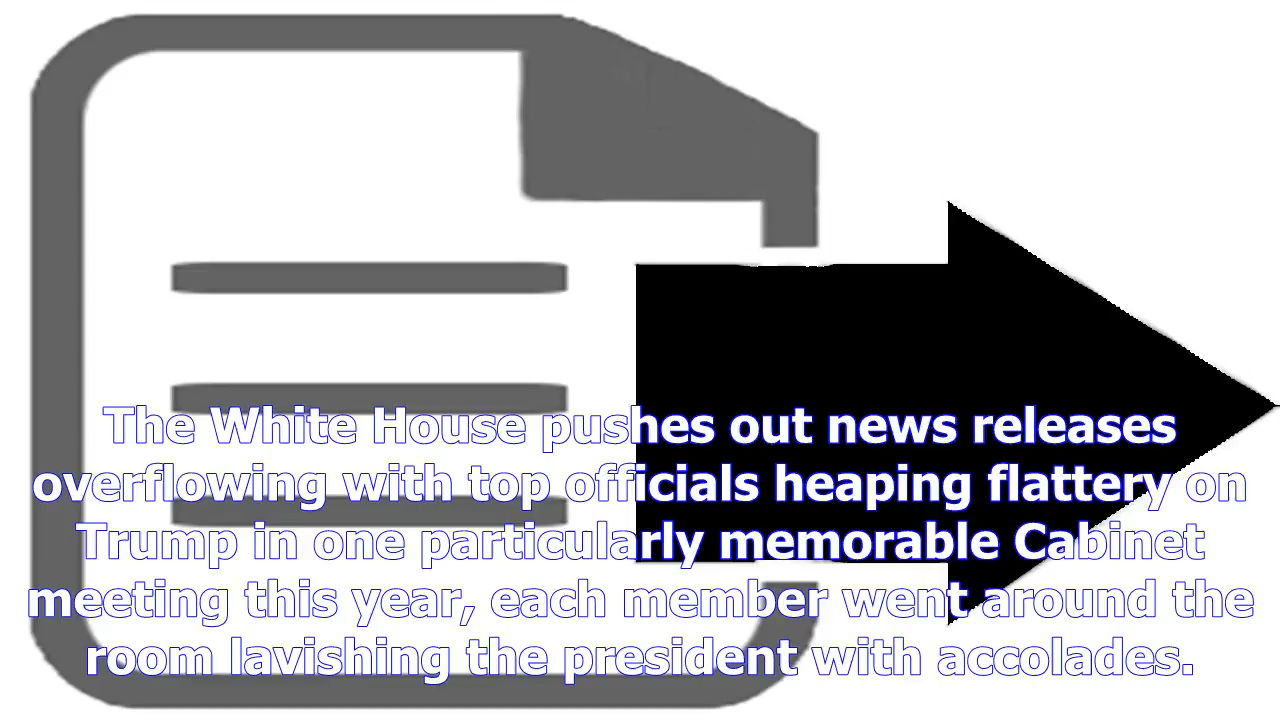 The White House pushes out news releases
overflowing with top officials heaping flattery on
Trump in one particularly memorable Cabinet
meeting this year, each member went around the
room lavishing the president with accolades.